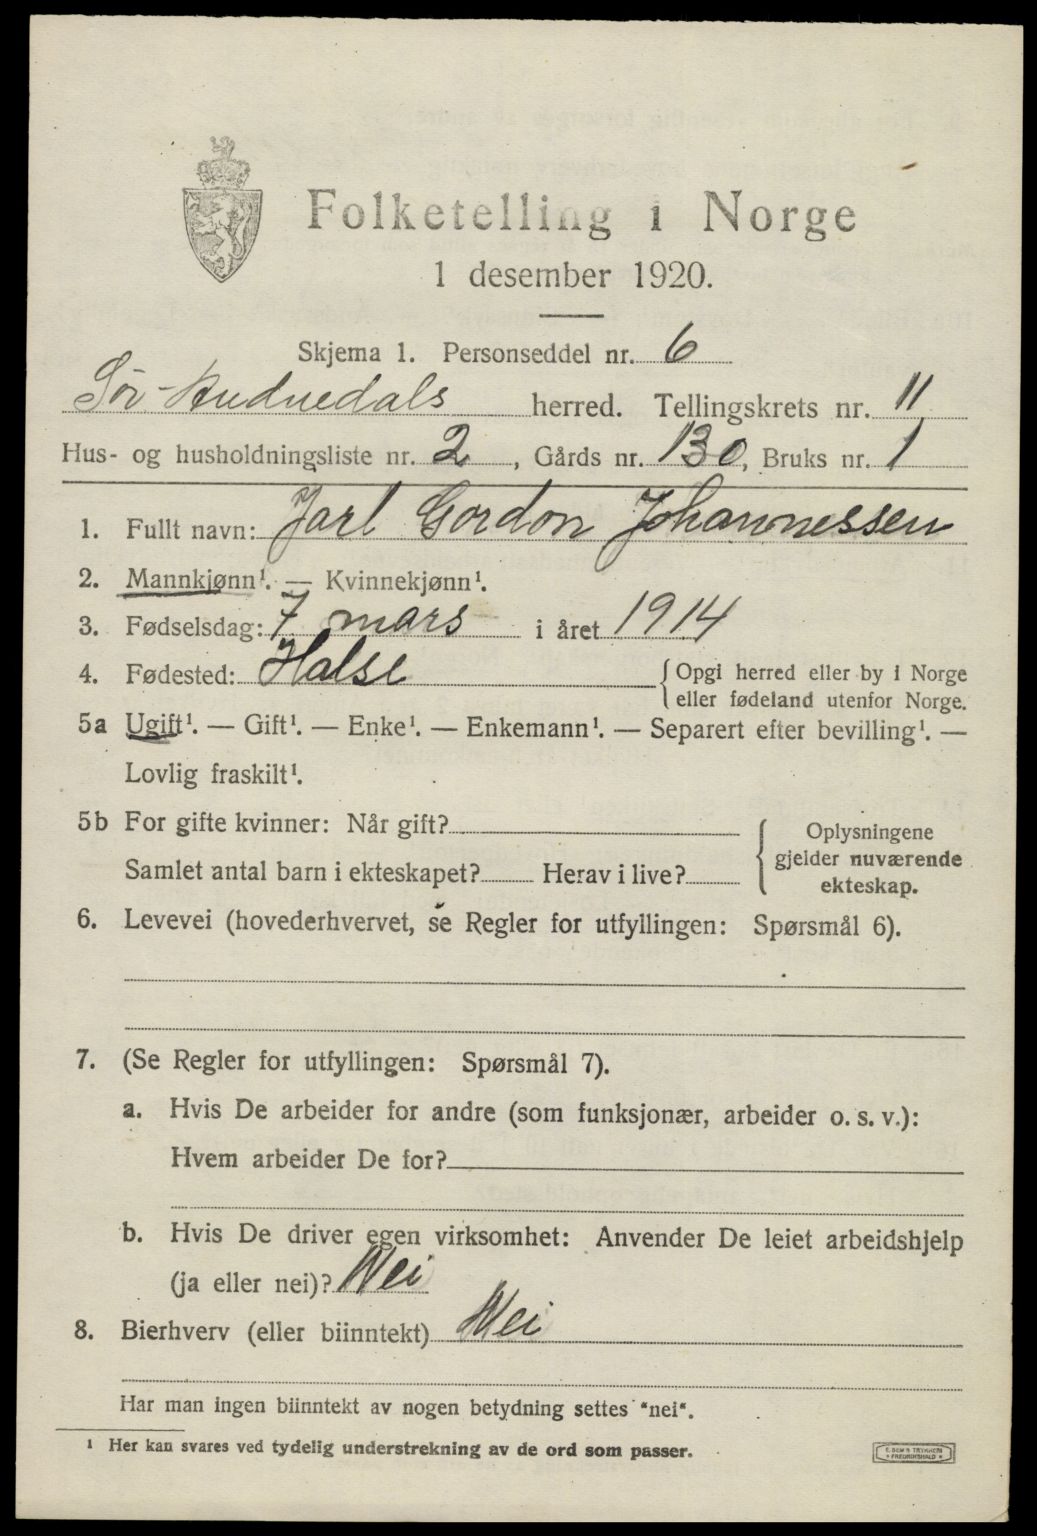 Folketelling i Norge
1 desember 1920.
Skjema 1. Personseddel nr. 6
Sør-Audnedals herred. Tellingskrets nr. 11
Hus- og husholdningsliste nr. 2, Gårds nr. 130, Bruks nr. 1
1. Fullt navn: Jarl Gordon Johannessen
2. Mannkjønn¹. — Kvinnekjønn¹.
3. Fødselsdag: 7 mars i året 1914
4. Fødested: Halse { Opgi herred eller by i Norge
eller fødeland utenfor Norge.
5a Ugift¹. — Gift¹. — Enke¹. — Enkemann¹. — Separert efter bevilling¹. —
Lovlig fraskilt¹.
5b For gifte kvinner: Når gift?
Samlet antal barn i ekteskapet? Herav i live?
{ Oplysningene
gjelder nuværende
ekteskap.
6. Levevei (hovederhvervet, se Regler for utfyllingen: Spørsmål 6).
7. (Se Regler for utfyllingen: Spørsmål 7).
a. Hvis De arbeider for andre (som funksjonær, arbeider o. s. v.):
Hvem arbeider De for?
b. Hvis De driver egen virksomhet: Anvender De leiet arbeidshjelp
(ja eller nei)? Nei
8. Bierhverv (eller biinntekt) Nei
Har man ingen biinntekt av nogen betydning settes "nei".
¹ Her kan svares ved tydelig understrekning av de ord som passer.
E. SEM'S TRYKKERI
• FREDRIKSHALD •